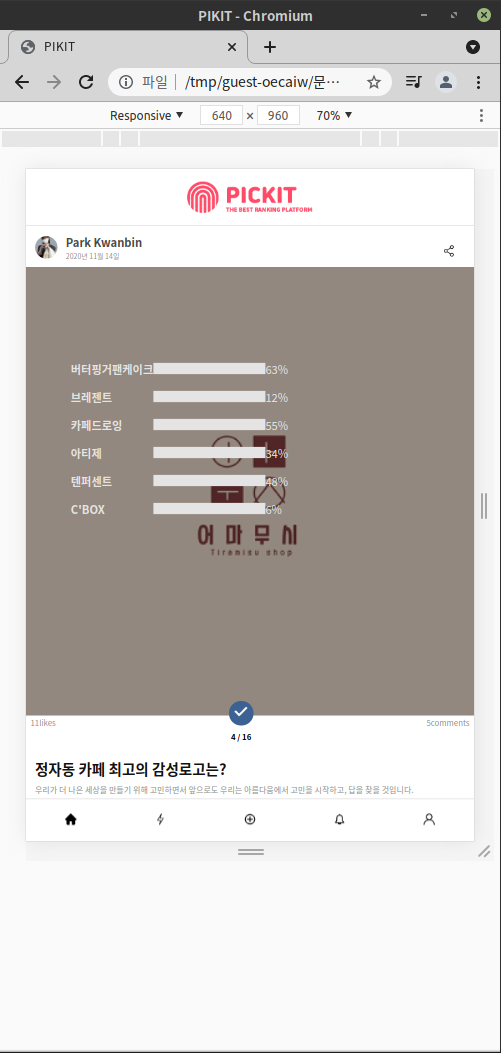 PIKIT - Chromium
PIKIT
파일 /tmp/guest-oecaiw/문…
Responsive 640 × 960 70%
PICKIT
THE BEST RANKING PLATFORM
Park Kwanbin
2020년 11월 14일
버터핑거팬케이크 63%
브레젠트 12%
카페드로잉 55%
아티제 34%
텐퍼센트 48%
C'BOX 6%
어마무시
Tiramisu shop
11likes 5comments
4 / 16
정자동 카페 최고의 감성로고는?
우리가 더 나은 세상을 만들기 위해 고민하면서 앞으로도 우리는 아름다움에서 고민을 시작하고, 답을 찾을 것입니다.